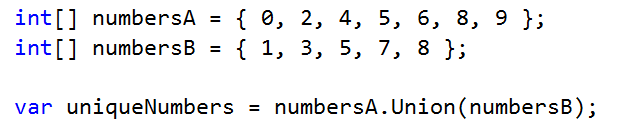 int[] numbersA = { 0, 2, 4, 5, 6, 8, 9 };
int[] numbersB = { 1, 3, 5, 7, 8 };
var uniqueNumbers = numbersA.Union(numbersB);